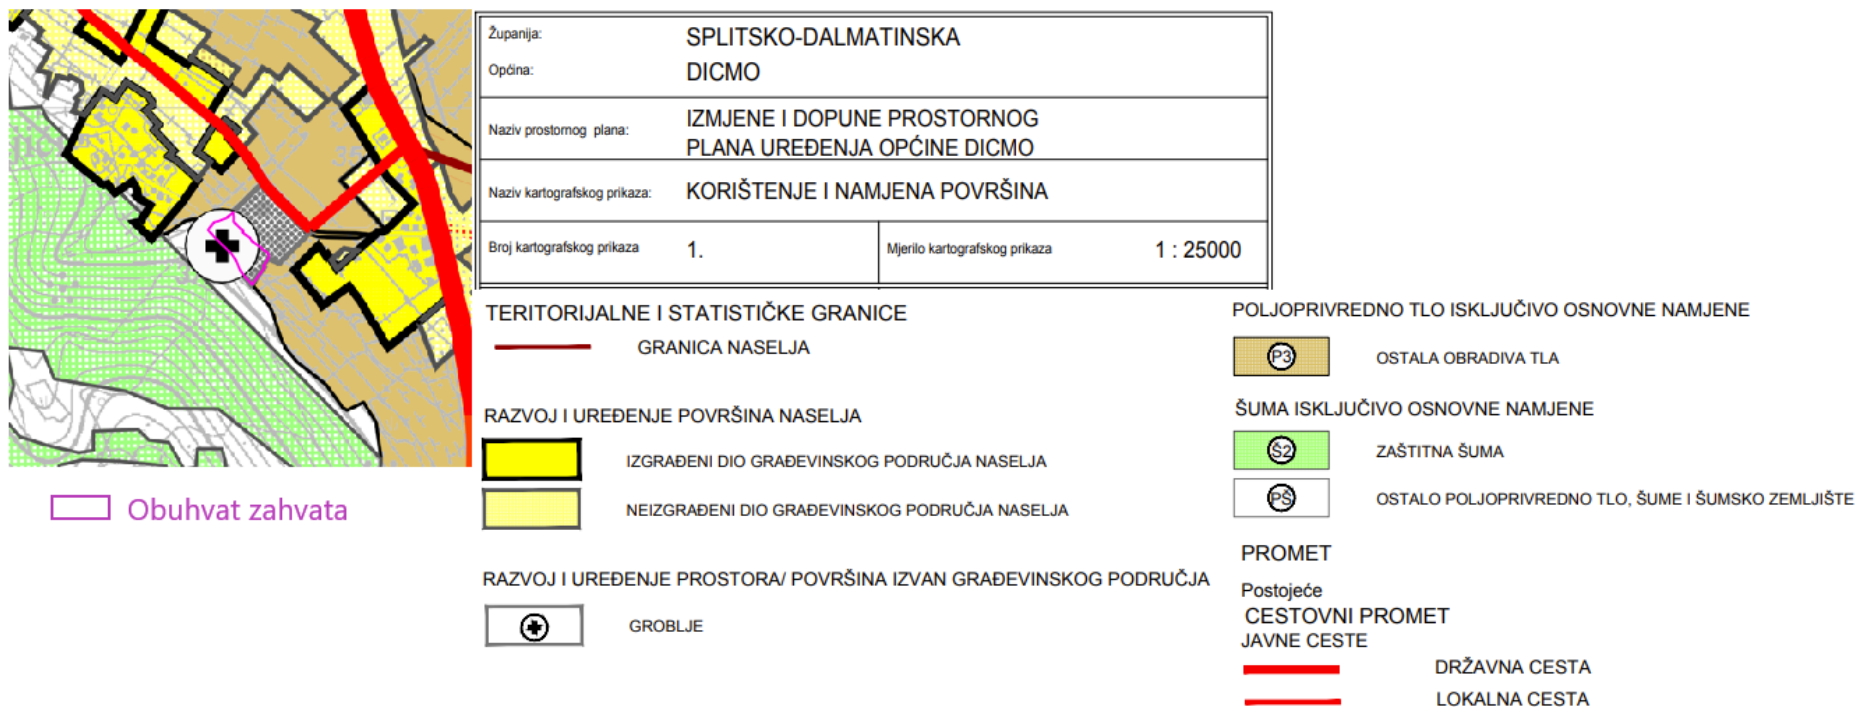 Županija: SPLITSKO-DALMATINSKA
Općina: DICMO
Naziv prostornog plana: IZMJENE I DOPUNE PROSTORNOG
PLANA UREĐENJA OPĆINE DICMO
Naziv kartografskog prikaza: KORIŠTENJE I NAMJENA POVRŠINA
Broj kartografskog prikaza 1. Mjerilo kartografskog prikaza 1 : 25000
Obuhvat zahvata
TERITORIJALNE I STATISTIČKE GRANICE
GRANICA NASELJA
RAZVOJ I UREĐENJE POVRŠINA NASELJA
IZGRAĐENI DIO GRAĐEVINSKOG PODRUČJA NASELJA
NEIZGRAĐENI DIO GRAĐEVINSKOG PODRUČJA NASELJA
RAZVOJ I UREĐENJE PROSTORA/ POVRŠINA IZVAN GRAĐEVINSKOG PODRUČJA
GROBLJE
POLJOPRIVREDNO TLO ISKLJUČIVO OSNOVNE NAMJENE
P3 OSTALA OBRADIVA TLA
ŠUMA ISKLJUČIVO OSNOVNE NAMJENE
Š2 ZAŠTITNA ŠUMA
PŠ OSTALO POLJOPRIVREDNO TLO, ŠUME I ŠUMSKO ZEMLJIŠTE
PROMET
Postojeće
CESTOVNI PROMET
JAVNE CESTE
DRŽAVNA CESTA
LOKALNA CESTA